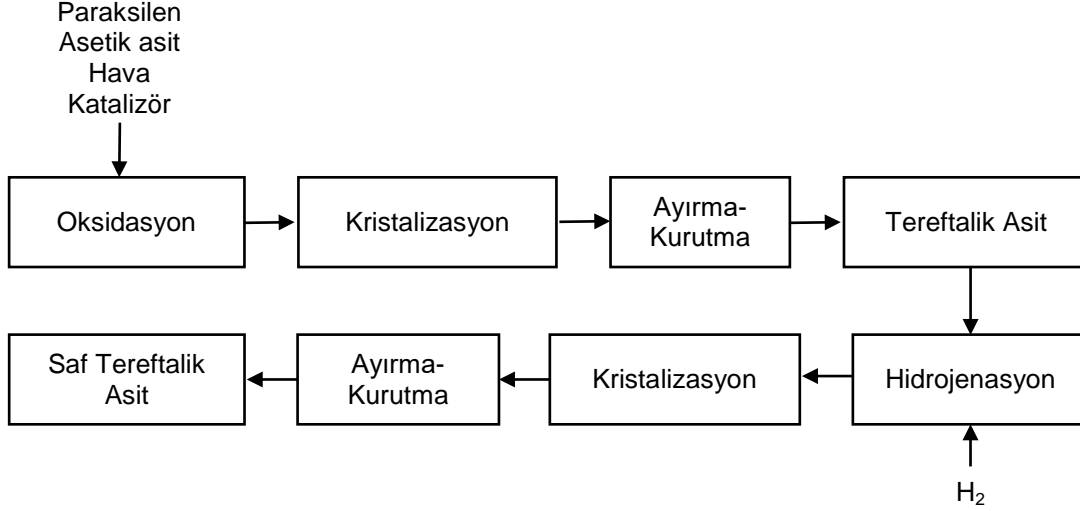 Paraksilen
Asetik asit
Hava
Katalizör
Oksidasyon
Kristalizasyon
Ayırma-
Kurutma
Tereftalik Asit
Saf Tereftalik
Asit
Ayırma-
Kurutma
Kristalizasyon
Hidrojenasyon
H₂